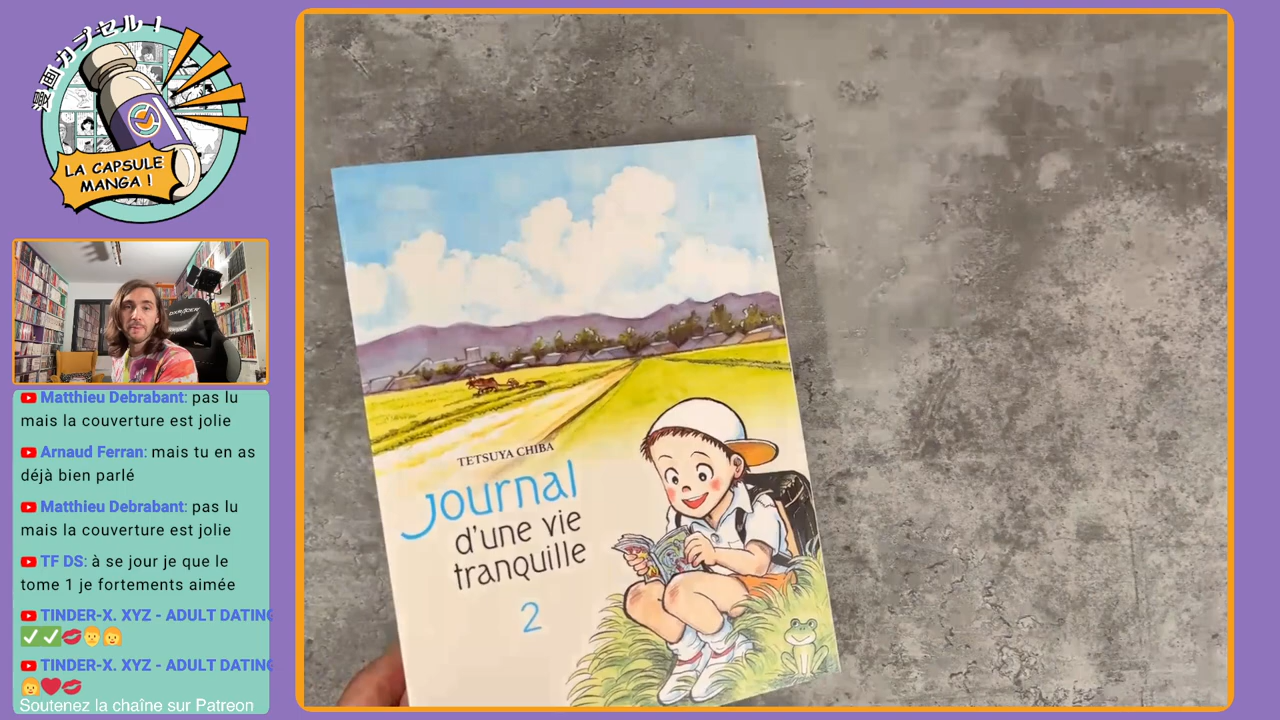 漫画カプセル!
LA CAPSULE
MANGA !
DXRACER
Matthieu Debrabant: pas lu
mais la couverture est jolie
Arnaud Ferran: mais tu en as
déjà bien parlé
Matthieu Debrabant: pas lu
mais la couverture est jolie
TF DS: à se jour je que le
tome 1 je fortements aimée
TINDER-X. XYZ - ADULT DATING
TINDER-X. XYZ - ADULT DATING
Soutenez la chaîne sur Patreon
TETSUYA CHIBA
Journal
d'une vie
tranquille
2